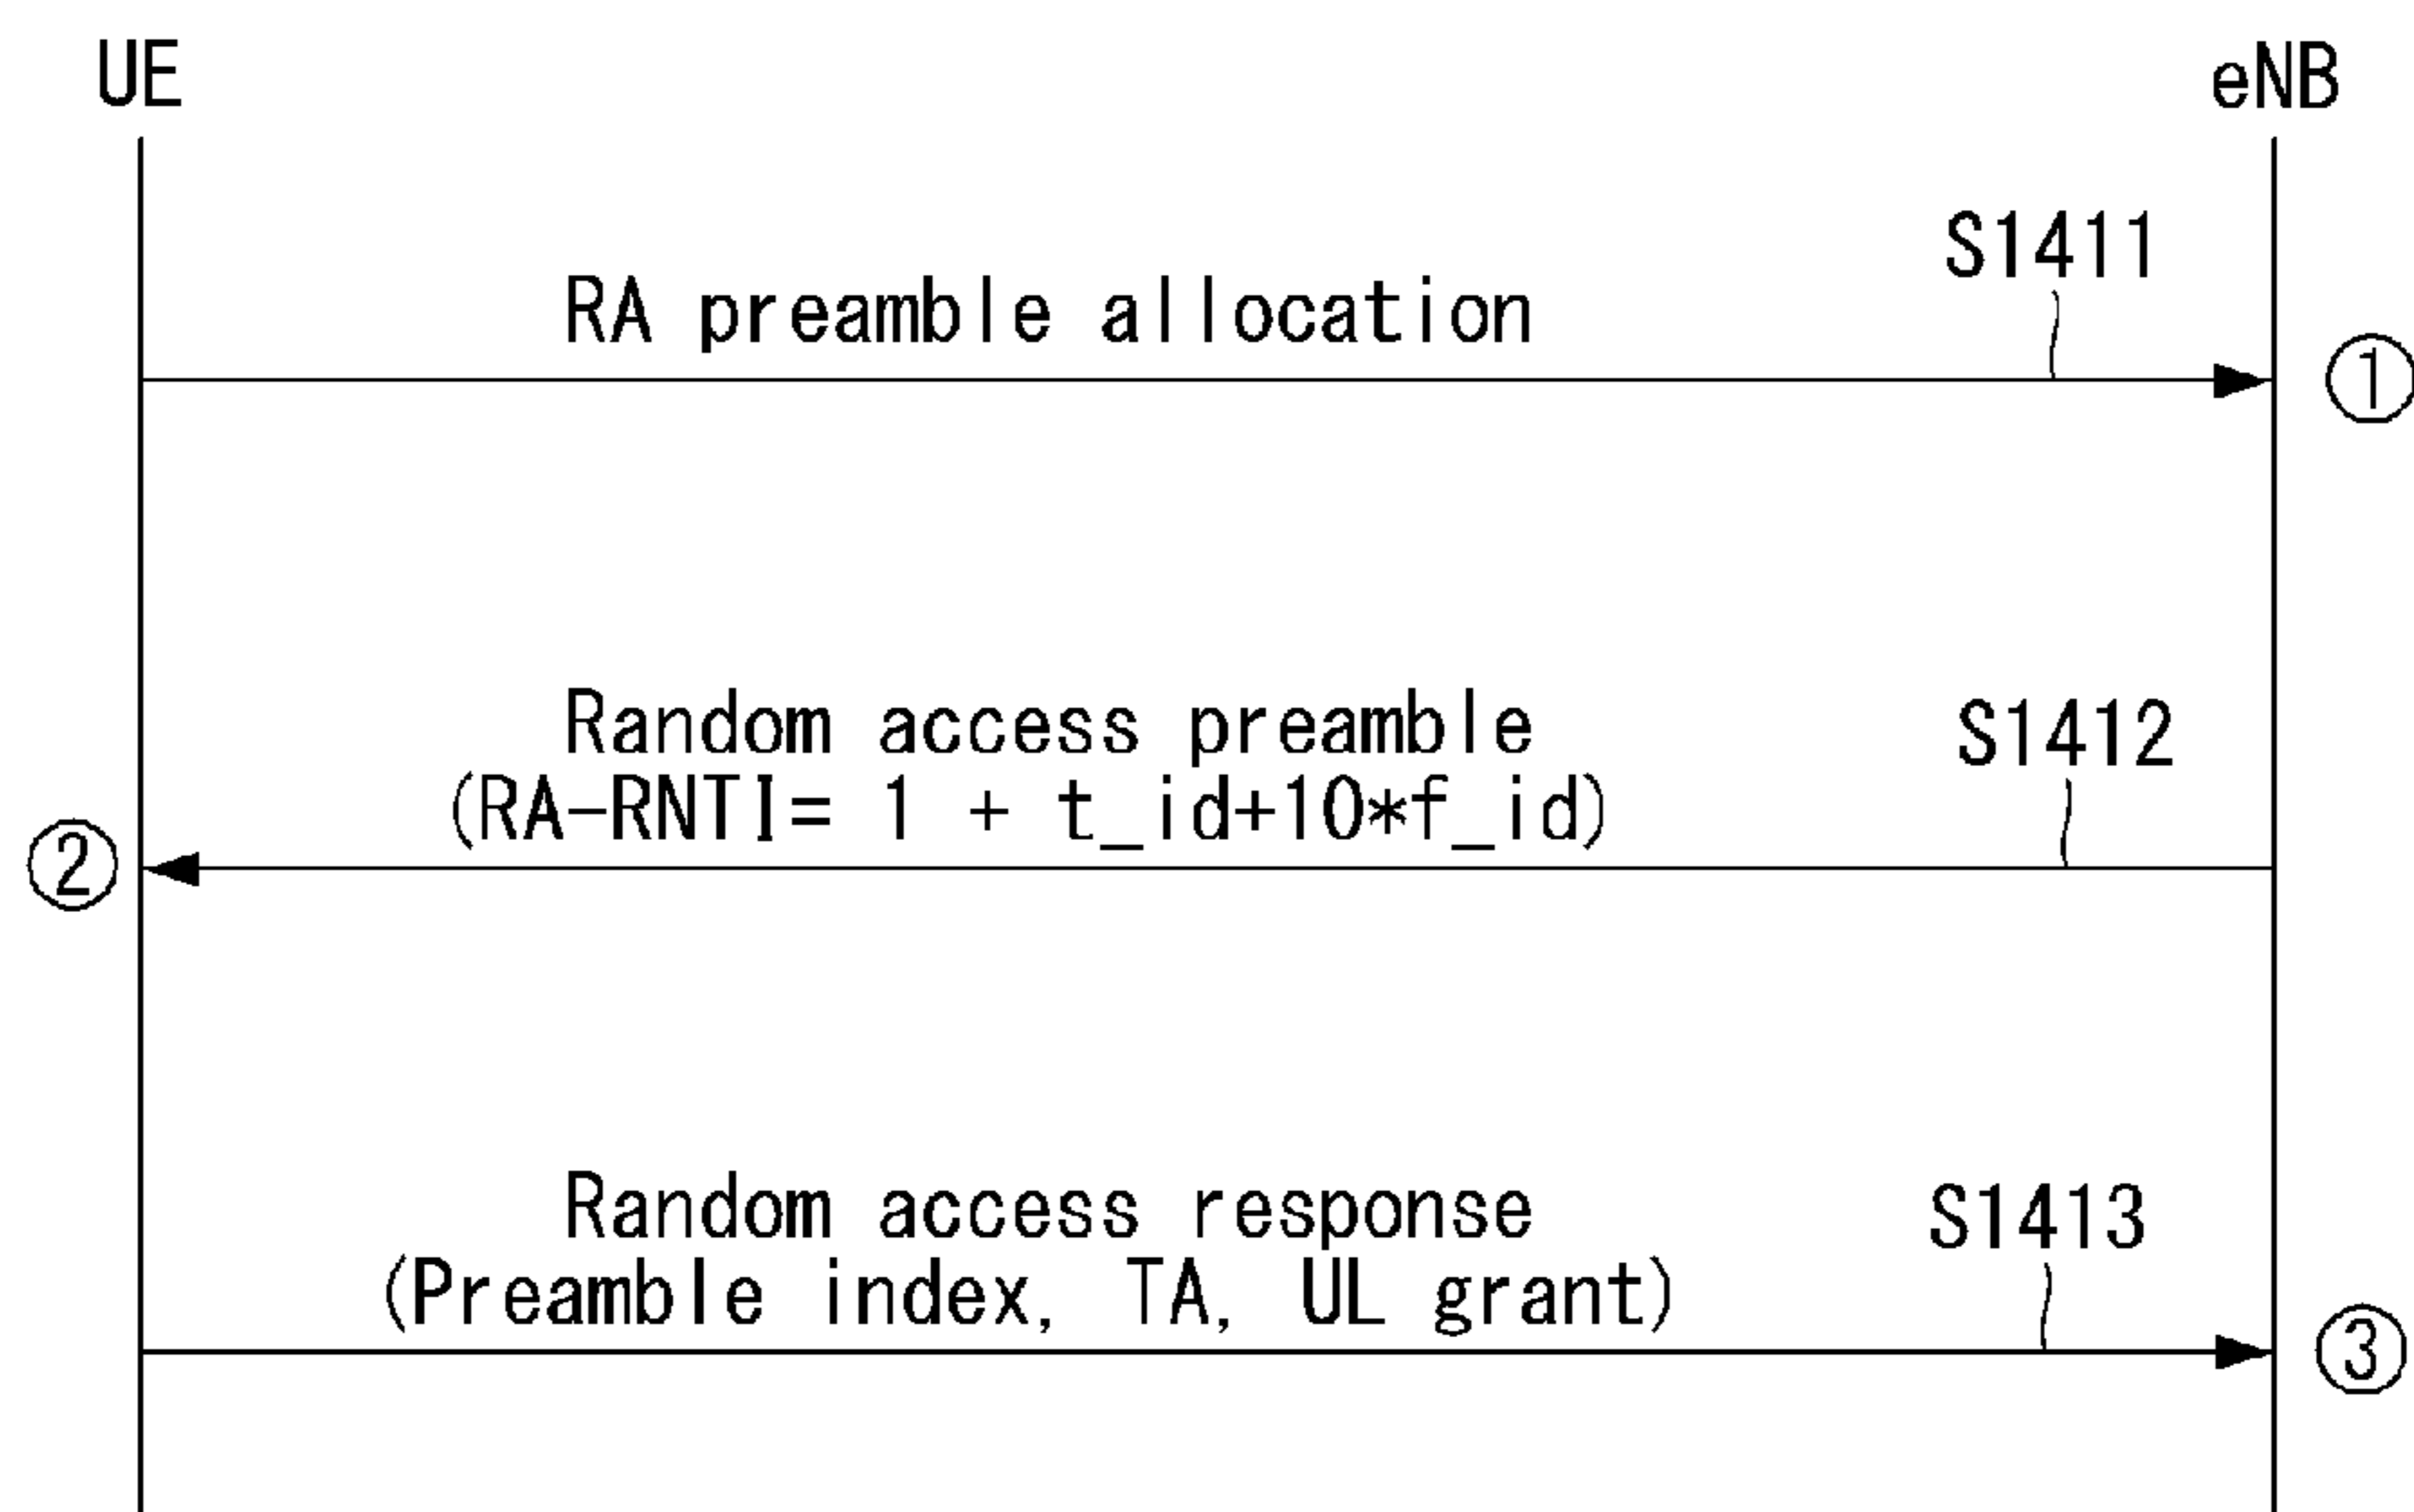 UE
eNB
S1411
RA preamble allocation
①
Random access preamble
S1412
(RA-RNTI= 1 + t_id+10*f_id)
②
Random access response
S1413
(Preamble index, TA, UL grant)
③